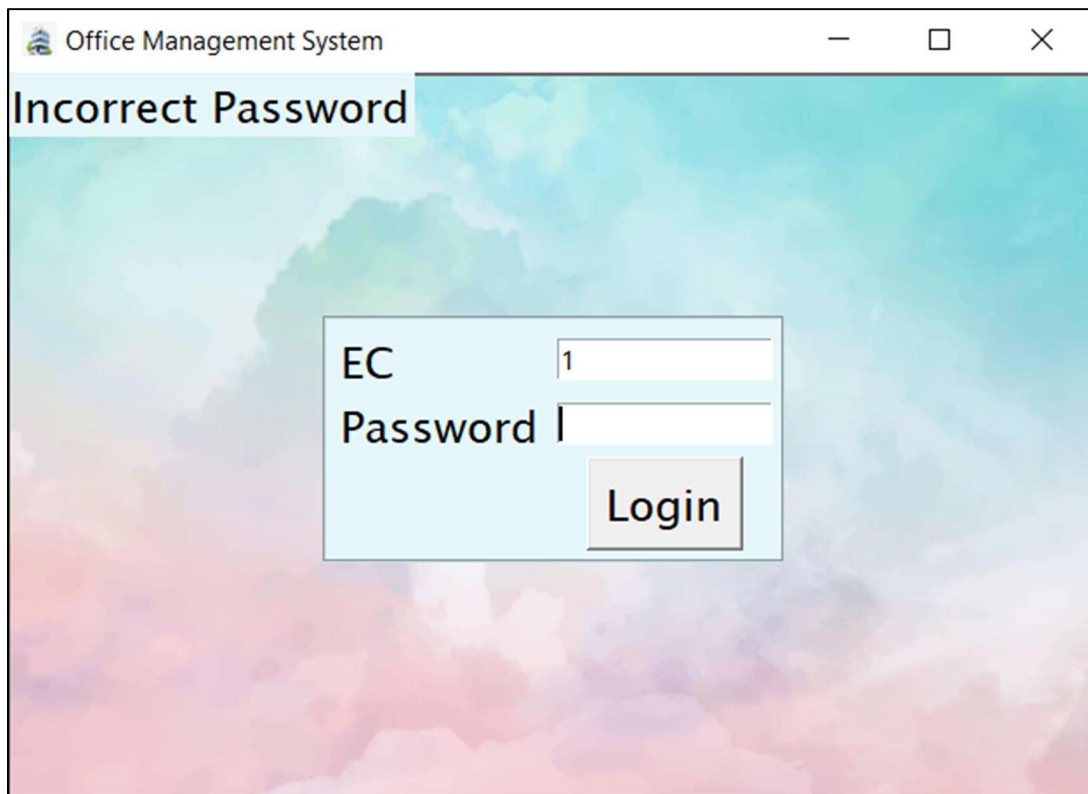 Office Management System
Incorrect Password
EC 1
Password
Login